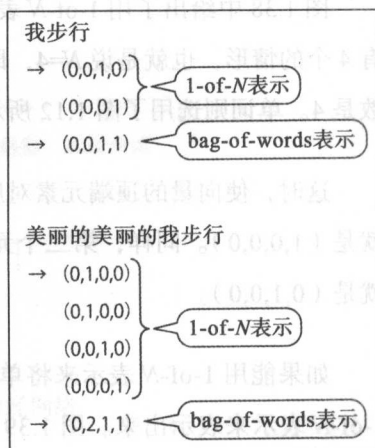 我步行
→ (0,0,1,0)
(0,0,0,1)
1-of-N表示
→ (0,0,1,1)
bag-of-words表示
美丽的美丽的我步行
→ (0,1,0,0)
(0,1,0,0)
(0,0,1,0)
(0,0,0,1)
1-of-N表示
→ (0,2,1,1)
bag-of-words表示